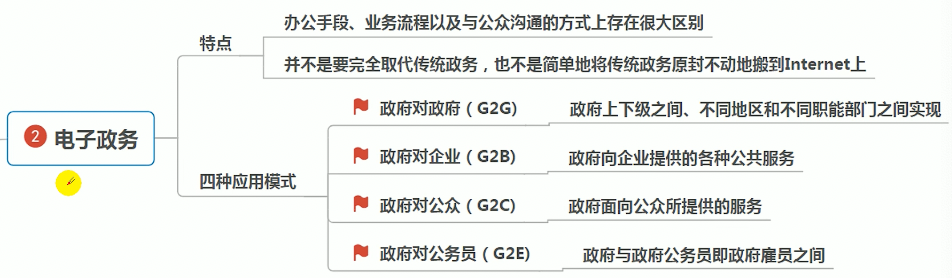 2 电子政务
特点
办公手段、业务流程以及与公众沟通的方式上存在很大区别
并不是要完全取代传统政务，也不是简单地将传统政务原封不动地搬到Internet上
四种应用模式
政府对政府（G2G） 政府上下级之间、不同地区和不同职能部门之间实现
政府对企业（G2B） 政府向企业提供的各种公共服务
政府对公众（G2C） 政府面向公众所提供的服务
政府对公务员（G2E） 政府与政府公务员即政府雇员之间